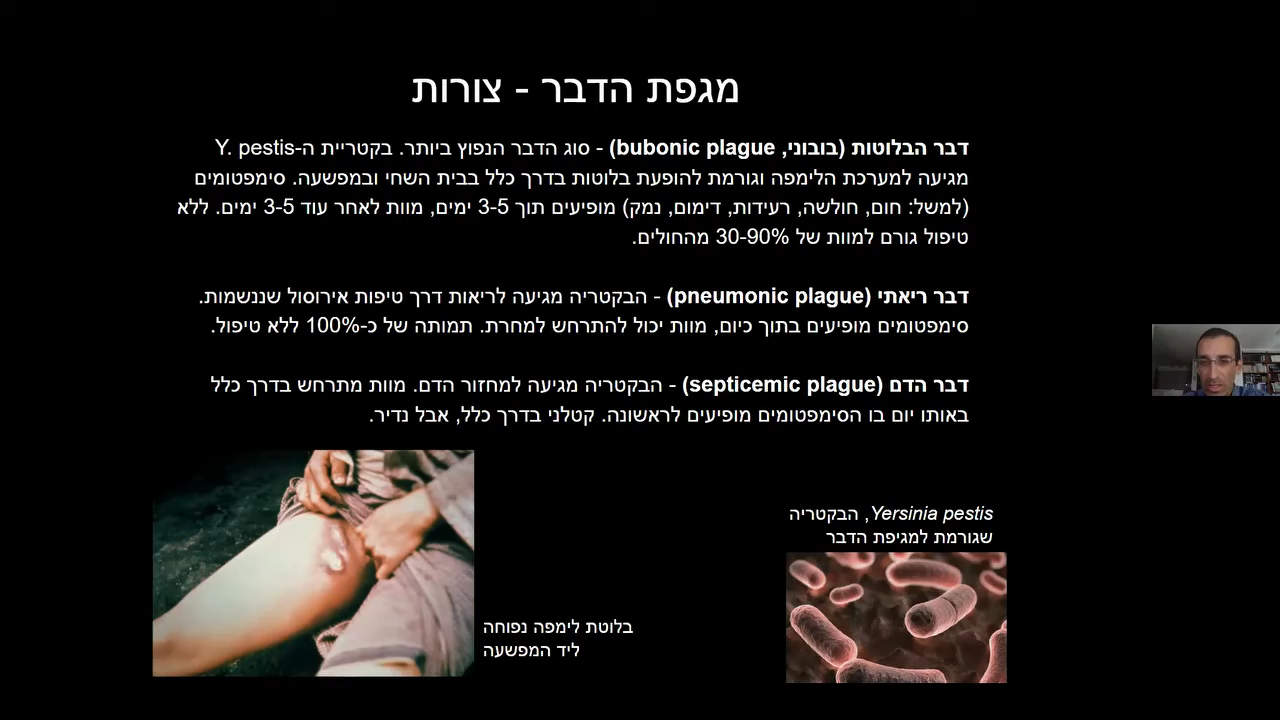 מגפת הדבר - צורות
דבר הבלוטות (בובוני, bubonic plague) - סוג הדבר הנפוץ ביותר. בקטריית ה-Y. pestis
מגיעה למערכת הלימפה וגורמת להופעת בלוטות בדרך כלל בבית השחי ובמפשעה. סימפטומים
(למשל: חום, חולשה, רעידות, דימום, נמק) מופיעים תוך 3-5 ימים, מוות לאחר עוד 3-5 ימים. ללא
טיפול גורם למוות של 30-90% מהחולים.
דבר ריאתי (pneumonic plague) - הבקטריה מגיעה לריאות דרך טיפות אירוסול שננשמות.
סימפטומים מופיעים בתוך כיום, מוות יכול להתרחש למחרת. תמותה של כ-100% ללא טיפול.
דבר הדם (septicemic plague) - הבקטריה מגיעה למחזור הדם. מוות מתרחש בדרך כלל
באותו יום בו הסימפטומים מופיעים לראשונה. קטלני בדרך כלל, אבל נדיר.
Yersinia pestis, הבקטריה
שגורמת למגיפת הדבר
בלוטת לימפה נפוחה
ליד המפשעה